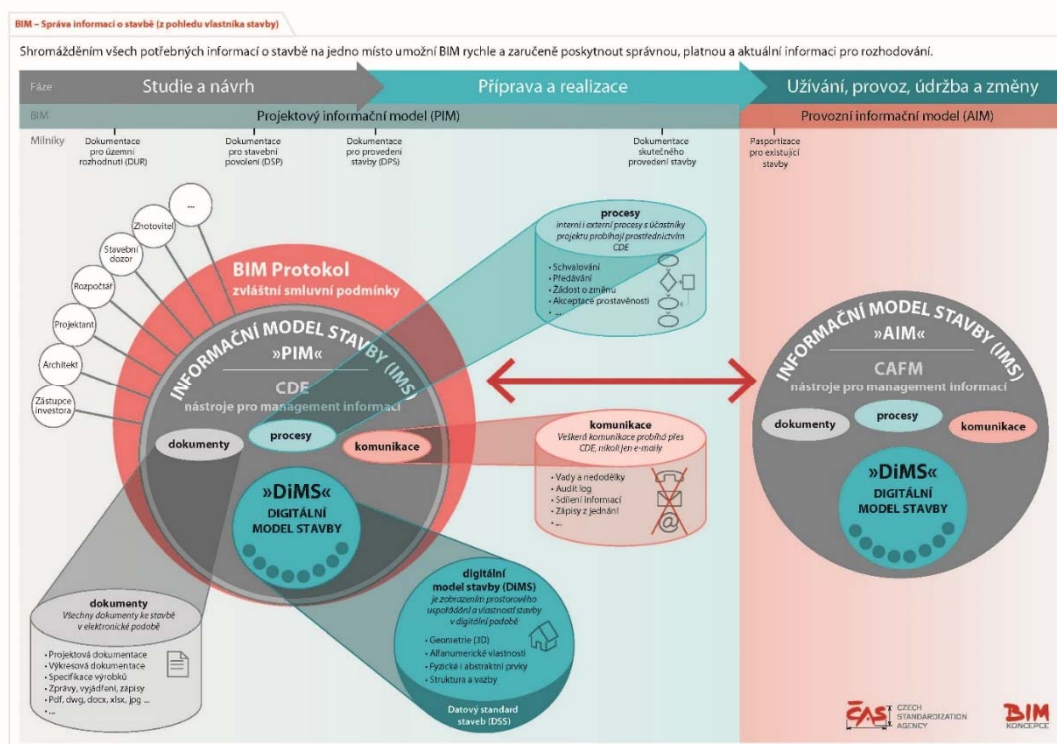 BIM – Správa informací o stavbě (z pohledu vlastníka stavby)
Shromážděním všech potřebných informací o stavbě na jedno místo umožní BIM rychle a zaručeně poskytnout správnou, platnou a aktuální informaci pro rozhodování.
Fáze
Studie a návrh
Příprava a realizace
Užívání, provoz, údržba a změny
BIM
Projektový informační model (PIM)
Provozní informační model (AIM)
Milníky
Dokumentace
pro územní
rozhodnutí (DUR)
Dokumentace
pro stavební
povolení (DSP)
Dokumentace
pro provedení
stavby (DPS)
Dokumentace
skutečného
provedení stavby
Pasportizace
pro existující
stavby
...
Zhotovitel
Stavební
dozor
Rozpočtář
Projektant
Architekt
Zástupce
investora
BIM Protokol
zvláštní smluvní podmínky
INFORMAČNÍ MODEL STAVBY (IMS)
»PIM«
CDE
nástroje pro management informací
dokumenty
procesy
komunikace
»DiMS«
DIGITÁLNÍ
MODEL STAVBY
procesy
interní i externí procesy s účastníky
projektu probíhají prostřednictvím
CDE
• Schvalování
• Předávání
• Žádost o změnu
• Akceptace prostavěnosti
• ...
komunikace
Veškerá komunikace probíhá přes
CDE, nikoli jen e-maily
• Vady a nedodělky
• Audit log
• Sdílení informací
• Zápisy z jednání
• ...
@
dokumenty
Všechny dokumenty ke stavbě
v elektronické podobě
• Projektová dokumentace
• Výkresová dokumentace
• Specifikace výrobků
• Zprávy, vyjádření, zápisy
• Pdf, dwg, docx, xlsx, jpg ...
• ...
digitální
model stavby (DiMS)
je zobrazením prostorového
uspořádání a vlastností stavby
v digitální podobě
• Geometrie (3D)
• Alfanumerické vlastnosti
• Fyzické i abstraktní prvky
• Struktura a vazby
Datový standard
staveb (DSS)
INFORMAČNÍ MODEL STAVBY (IMS)
»AIM«
CAFM
nástroje pro management informací
dokumenty
procesy
komunikace
»DiMS«
DIGITÁLNÍ
MODEL STAVBY
ČAS
CZECH
STANDARDIZATION
AGENCY
BIM
KONCEPCE